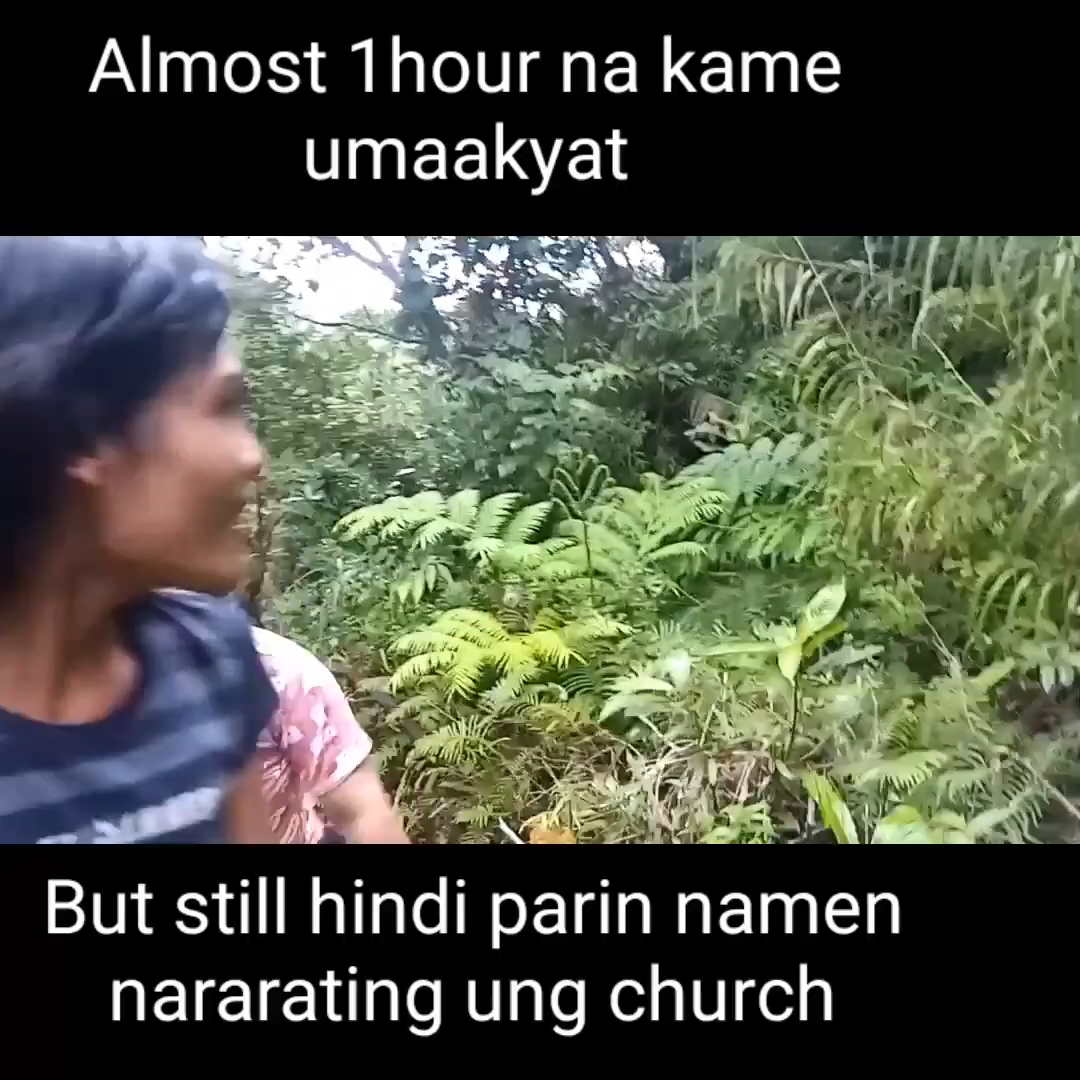 Almost 1hour na kame
umaakyat
But still hindi parin namen
nararating ung church